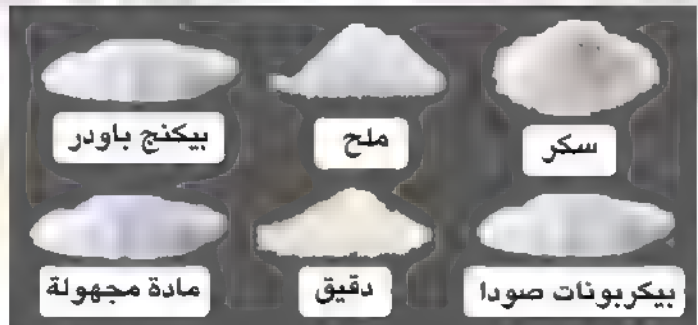 سكر
ملح
بيكنج باودر
بيكربونات صودا
دقيق
مادة مجهولة